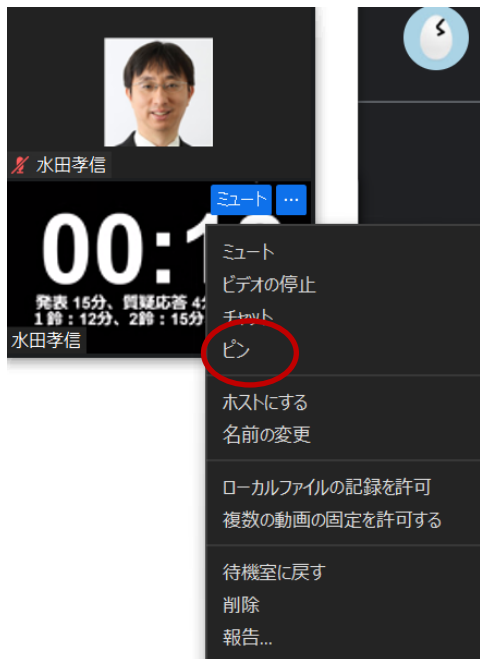 水田孝信
ミュート ...
00:1
発表 15分、質疑応答 4
1鈴：12分、2鈴：15分
水田孝信
ミュート
ビデオの停止
チャット
ピン
ホストにする
名前の変更
ローカルファイルの記録を許可
複数の動画の固定を許可する
待機室に戻す
削除
報告...